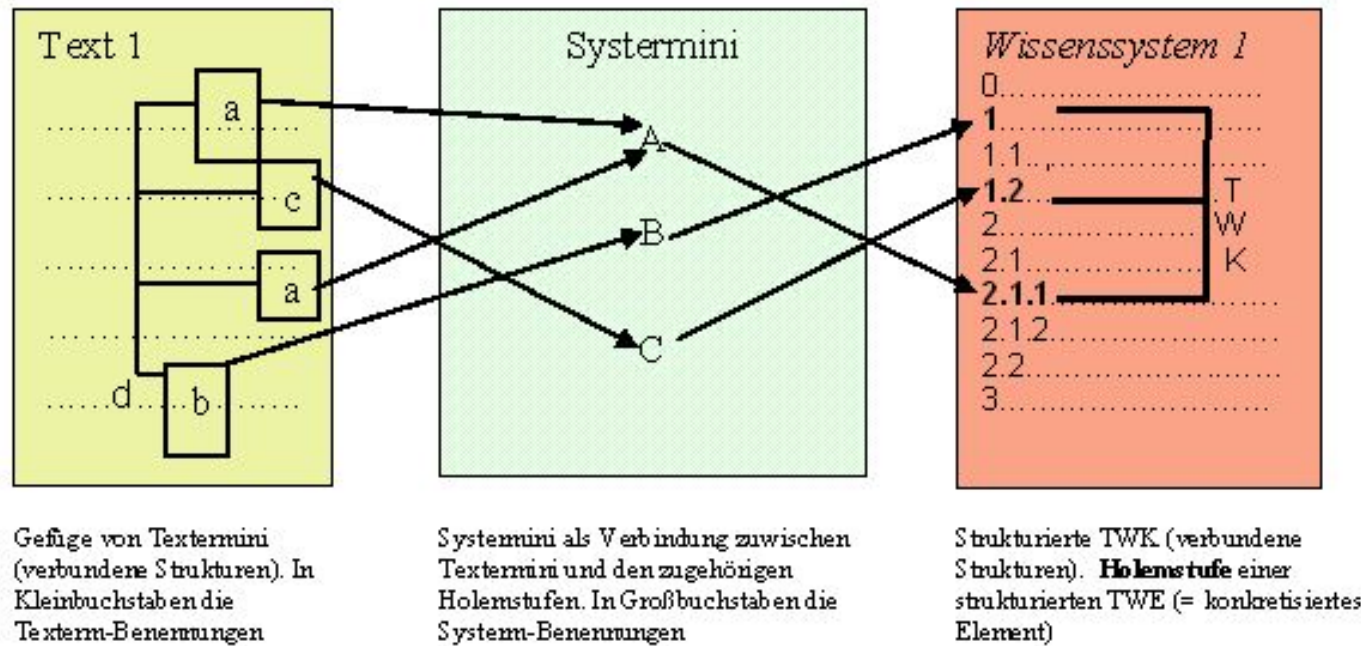 Text 1
a
c
a
d
b
Systermini
A
B
C
Wissenssystem 1
0
1
1.1
1.2
2
2.1
2.1.1
2.1.2
2.2
3
T
W
K
Gefüge von Textermini
(verbundene Strukturen). In
Kleinbuchstaben die
Texterm-Benennungen
Systermini als Verbindung zuwischen
Textermini und den zugehörigen
Holemstufen. In Großbuchstaben die
System-Benennungen
Strukturierte TWK (verbundene
Strukturen). Holemstufe einer
strukturierten TWE (= konkretisiertes
Element)